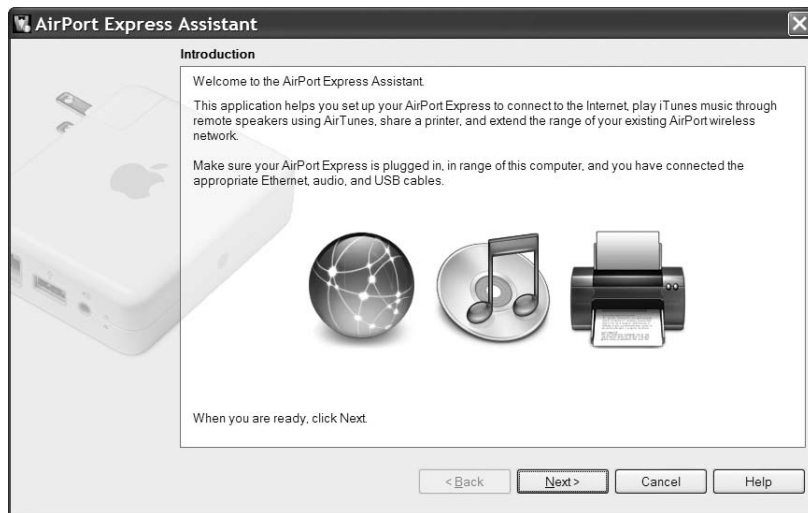 AirPort Express Assistant
Introduction
Welcome to the AirPort Express Assistant.
This application helps you set up your AirPort Express to connect to the Internet, play iTunes music through
remote speakers using AirTunes, share a printer, and extend the range of your existing AirPort wireless
network.
Make sure your AirPort Express is plugged in, in range of this computer, and you have connected the
appropriate Ethernet, audio, and USB cables.
When you are ready, click Next.
< Back
Next >
Cancel
Help